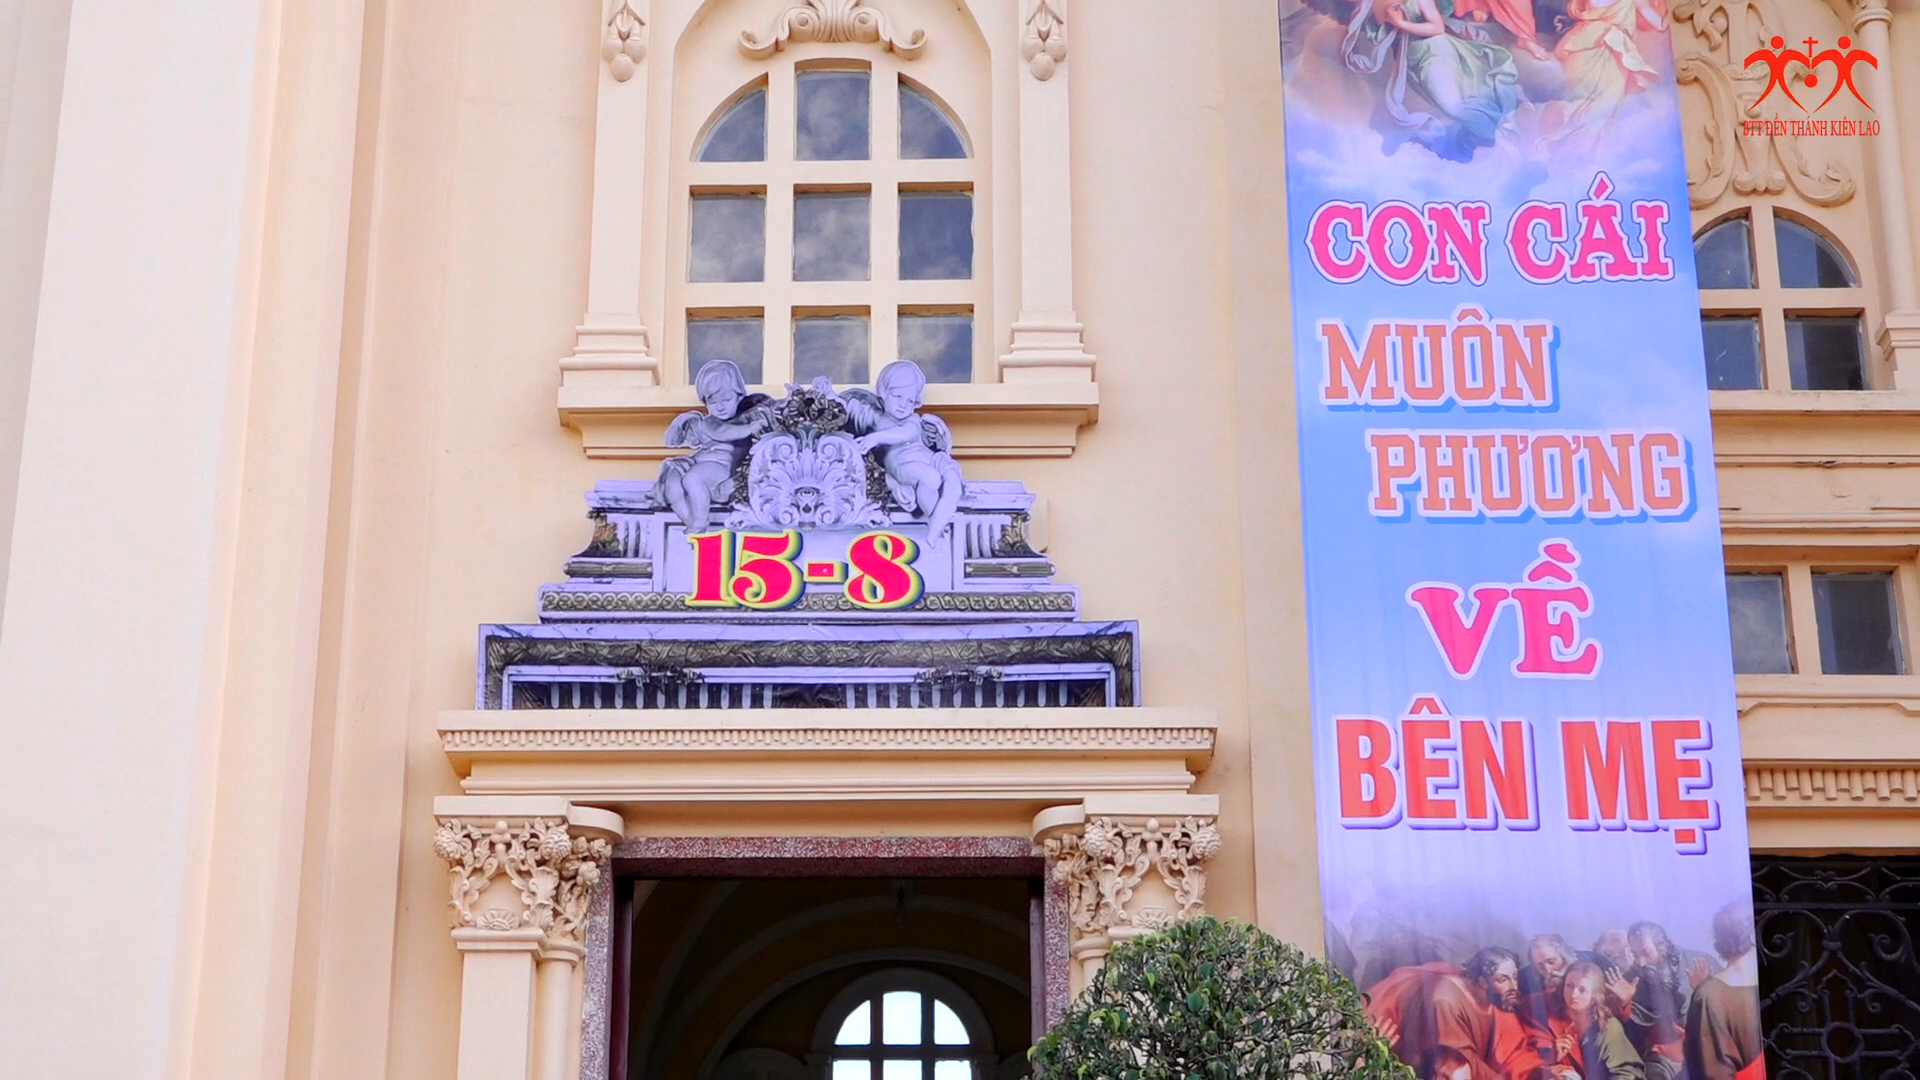 BTT ĐỀN THÁNH KIÊN LAO
CON CÁI
MUÔN
PHƯƠNG
VỀ
BÊN MẸ
15-8